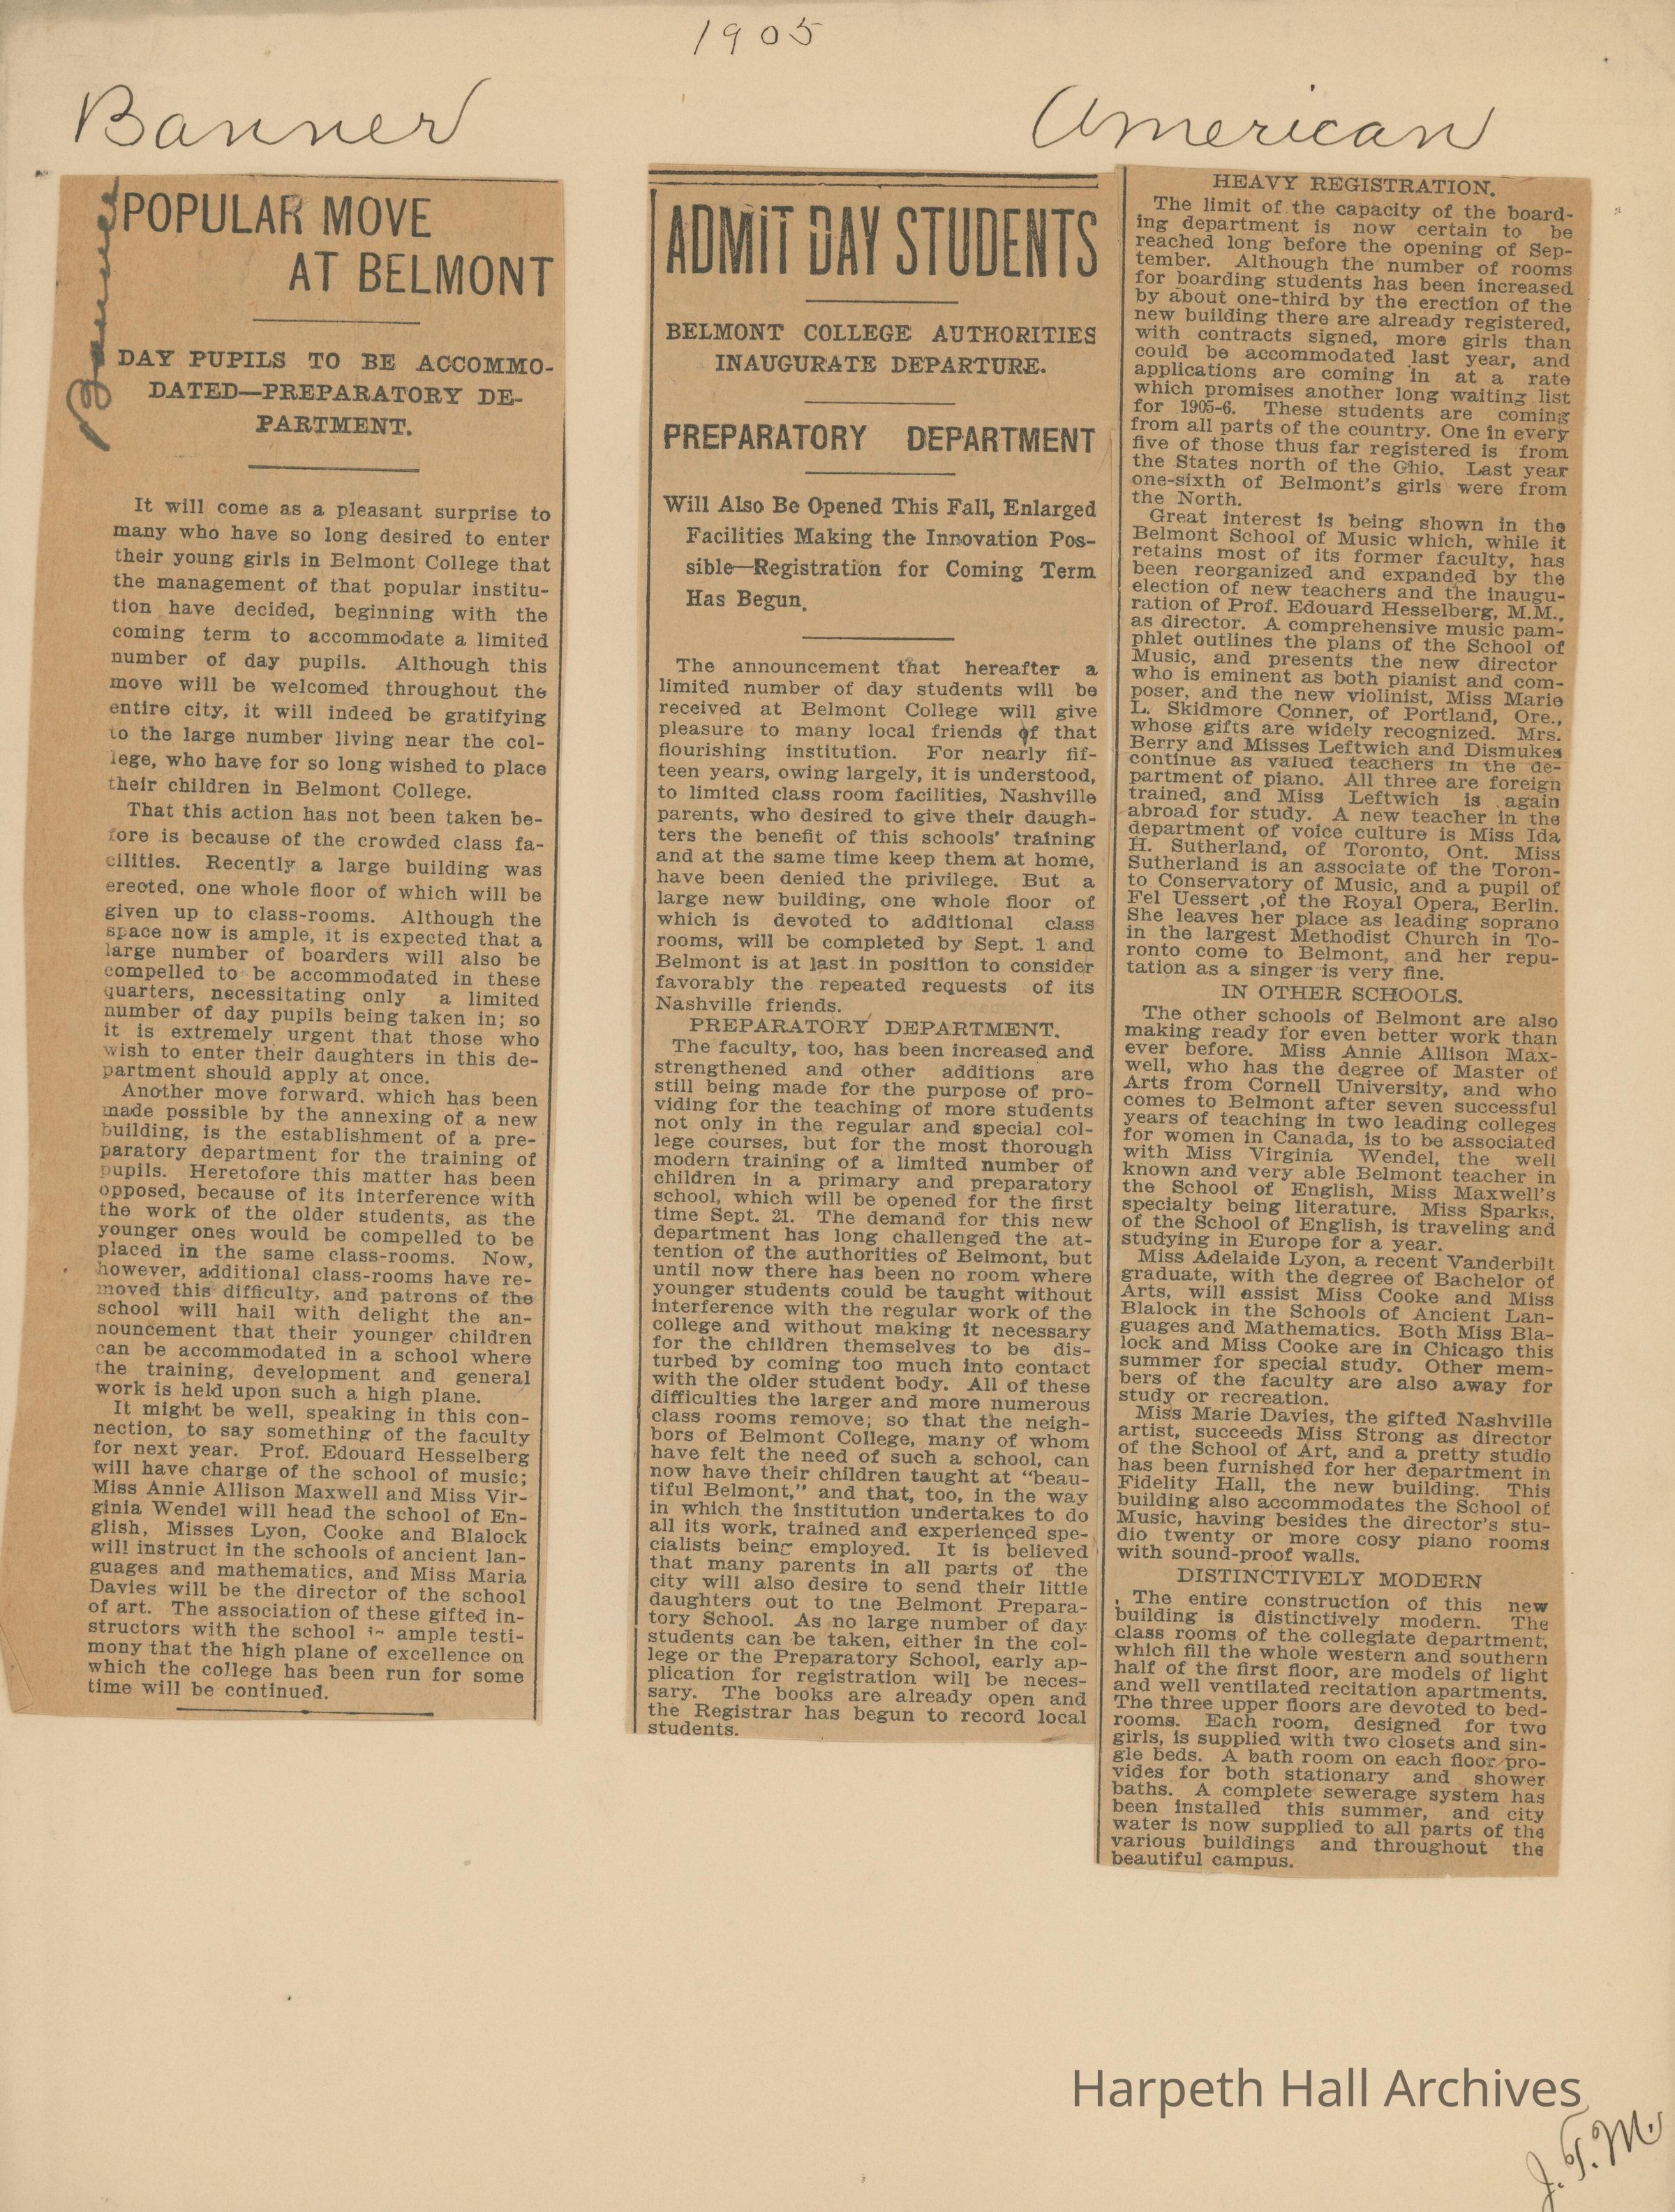 1905
Banner
American
Banner
POPULAR MOVE
AT BELMONT
DAY PUPILS TO BE ACCOMMO-
DATED—PREPARATORY DE-
PARTMENT.
It will come as a pleasant surprise to
many who have so long desired to enter
their young girls in Belmont College that
the management of that popular institu-
tion have decided, beginning with the
coming term to accommodate a limited
number of day pupils. Although this
move will be welcomed throughout the
entire city, it will indeed be gratifying
to the large number living near the col-
lege, who have for so long wished to place
their children in Belmont College.
That this action has not been taken be-
fore is because of the crowded class fa-
cilities. Recently a large building was
erected, one whole floor of which will be
given up to class-rooms. Although the
space now is ample, it is expected that a
large number of boarders will also be
compelled to be accommodated in these
quarters, necessitating only a limited
number of day pupils being taken in; so
it is extremely urgent that those who
wish to enter their daughters in this de-
partment should apply at once.
Another move forward. which has been
made possible by the annexing of a new
building, is the establishment of a pre-
paratory department for the training of
pupils. Heretofore this matter has been
opposed, because of its interference with
the work of the older students, as the
younger ones would be compelled to be
placed in the same class-rooms. Now,
however, additional class-rooms have re-
moved this difficulty, and patrons of the
school will hail with delight the an-
nouncement that their younger children
can be accommodated in a school where
the training, development and general
work is held upon such a high plane.
It might be well, speaking in this con-
nection, to say something of the faculty
for next year. Prof. Edouard Hesselberg
will have charge of the school of music;
Miss Annie Allison Maxwell and Miss Vir-
ginia Wendel will head the school of En-
glish, Misses Lyon, Cooke and Blalock
will instruct in the schools of ancient lan-
guages and mathematics, and Miss Maria
Davies will be the director of the school
of art. The association of these gifted in-
structors with the school is ample testi-
mony that the high plane of excellence on
which the college has been run for some
time will be continued.
ADMIT DAY STUDENTS
BELMONT COLLEGE AUTHORITIES
INAUGURATE DEPARTURE.
PREPARATORY DEPARTMENT
Will Also Be Opened This Fall, Enlarged
Facilities Making the Innovation Pos-
sible—Registration for Coming Term
Has Begun.
The announcement that hereafter a
limited number of day students will be
received at Belmont College will give
pleasure to many local friends of that
flourishing institution. For nearly fif-
teen years, owing largely, it is understood,
to limited class room facilities, Nashville
parents, who desired to give their daugh-
ters the benefit of this schools' training
and at the same time keep them at home,
have been denied the privilege. But a
large new building, one whole floor of
which is devoted to additional class
rooms, will be completed by Sept. 1 and
Belmont is at last in position to consider
favorably the repeated requests of its
Nashville friends.
PREPARATORY DEPARTMENT.
The faculty, too, has been increased and
strengthened and other additions are
still being made for the purpose of pro-
viding for the teaching of more students
not only in the regular and special col-
lege courses, but for the most thorough
modern training of a limited number of
children in a primary and preparatory
school, which will be opened for the first
time Sept. 21. The demand for this new
department has long challenged the at-
tention of the authorities of Belmont, but
until now there has been no room where
younger students could be taught without
interference with the regular work of the
college and without making it necessary
for the children themselves to be dis-
turbed by coming too much into contact
with the older student body. All of these
difficulties the larger and more numerous
class rooms remove; so that the neigh-
bors of Belmont College, many of whom
have felt the need of such a school, can
now have their children taught at "beau-
tiful Belmont," and that, too, in the way
in which the institution undertakes to do
all its work, trained and experienced spe-
cialists being employed. It is believed
that many parents in all parts of the
city will also desire to send their little
daughters out to the Belmont Prepara-
tory School. As no large number of day
students can be taken, either in the col-
lege or the Preparatory School, early ap-
plication for registration will be neces-
sary. The books are already open and
the Registrar has begun to record local
students.
HEAVY REGISTRATION.
The limit of the capacity of the board-
ing department is now certain to be
reached long before the opening of Sep-
tember. Although the number of rooms
for boarding students has been increased
by about one-third by the erection of the
new building there are already registered,
with contracts signed, more girls than
could be accommodated last year, and
applications are coming in at a rate
which promises another long waiting list
for 1905-6. These students are coming
from all parts of the country. One in every
five of those thus far registered is from
the States north of the Ohio. Last year
one-sixth of Belmont's girls were from
the North.
Great interest is being shown in the
Belmont School of Music which, while it
retains most of its former faculty, has
been reorganized and expanded by the
election of new teachers and the inaugu-
ration of Prof. Edouard Hesselberg, M.M.,
as director. A comprehensive music pam-
phlet outlines the plans of the School of
Music, and presents the new director
who is eminent as both pianist and com-
poser, and the new violinist, Miss Marie
L. Skidmore Conner, of Portland, Ore.,
whose gifts are widely recognized. Mrs.
Berry and Misses Leftwich and Dismukes
continue as valued teachers in the de-
partment of piano. All three are foreign
trained, and Miss Leftwich is again
abroad for study. A new teacher in the
department of voice culture is Miss Ida
H. Sutherland, of Toronto, Ont. Miss
Sutherland is an associate of the Toron-
to Conservatory of Music, and a pupil of
Fel Uessert ,of the Royal Opera, Berlin.
She leaves her place as leading soprano
in the largest Methodist Church in To-
ronto come to Belmont, and her repu-
tation as a singer is very fine.
IN OTHER SCHOOLS.
The other schools of Belmont are also
making ready for even better work than
ever before. Miss Annie Allison Max-
well, who has the degree of Master of
Arts from Cornell University, and who
comes to Belmont after seven successful
years of teaching in two leading colleges
for women in Canada, is to be associated
with Miss Virginia Wendel, the well
known and very able Belmont teacher in
the School of English, Miss Maxwell's
specialty being literature. Miss Sparks,
of the School of English, is traveling and
studying in Europe for a year.
Miss Adelaide Lyon, a recent Vanderbilt
graduate, with the degree of Bachelor of
Arts, will assist Miss Cooke and Miss
Blalock in the Schools of Ancient Lan-
guages and Mathematics. Both Miss Bla-
lock and Miss Cooke are in Chicago this
summer for special study. Other mem-
bers of the faculty are also away for
study or recreation.
Miss Marie Davies, the gifted Nashville
artist, succeeds Miss Strong as director
of the School of Art, and a pretty studio
has been furnished for her department in
Fidelity Hall, the new building. This
building also accommodates the School of
Music, having besides the director's stu-
dio twenty or more cosy piano rooms
with sound-proof walls.
DISTINCTIVELY MODERN
The entire construction of this new
building is distinctively modern. The
class rooms of the collegiate department,
which fill the whole western and southern
half of the first floor, are models of light
and well ventilated recitation apartments.
The three upper floors are devoted to bed-
rooms. Each room, designed for two
girls, is supplied with two closets and sin-
gle beds. A bath room on each floor pro-
vides for both stationary and shower
baths. A complete sewerage system has
been installed this summer, and city
water is now supplied to all parts of the
various buildings and throughout the
beautiful campus.
Harpeth Hall Archives
J.T.M.